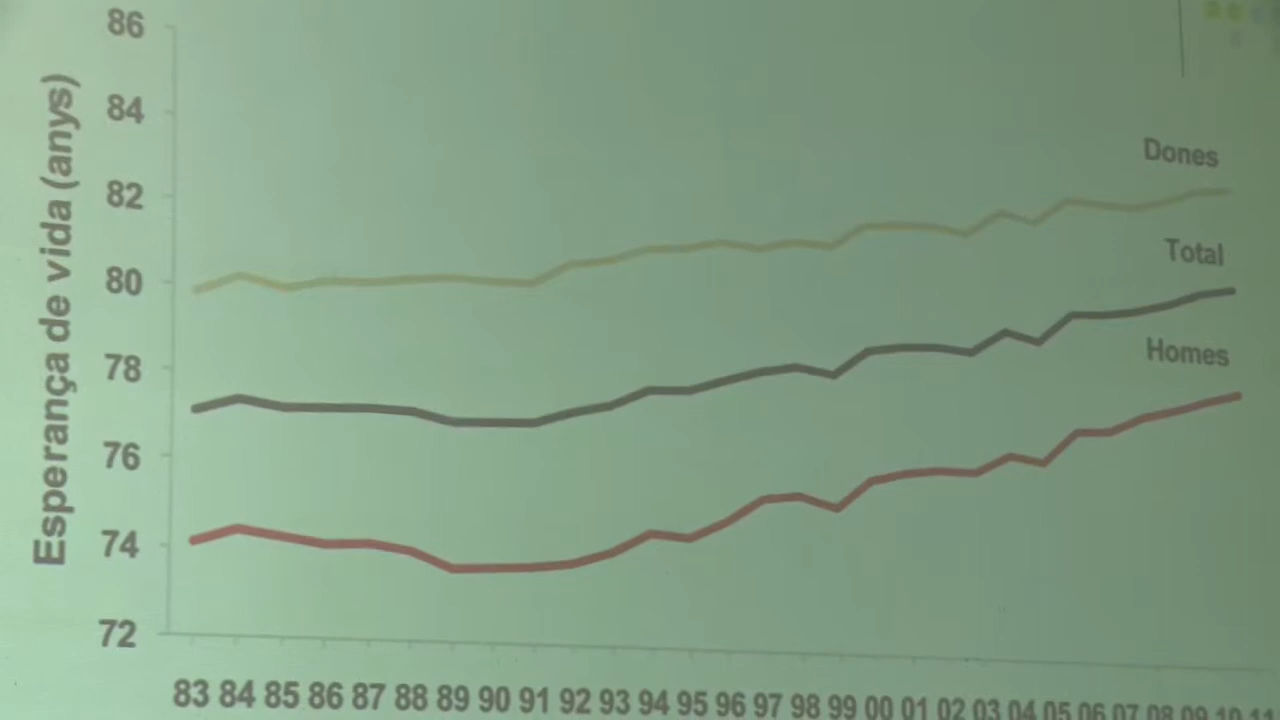 Esperança de vida (anys)
86
84
82
80
78
76
74
72
Dones
Total
Homes
83 84 85 86 87 88 89 90 91 92 93 94 95 96 97 98 99 00 01 02 03 04 05 06 07 08 09 10 11